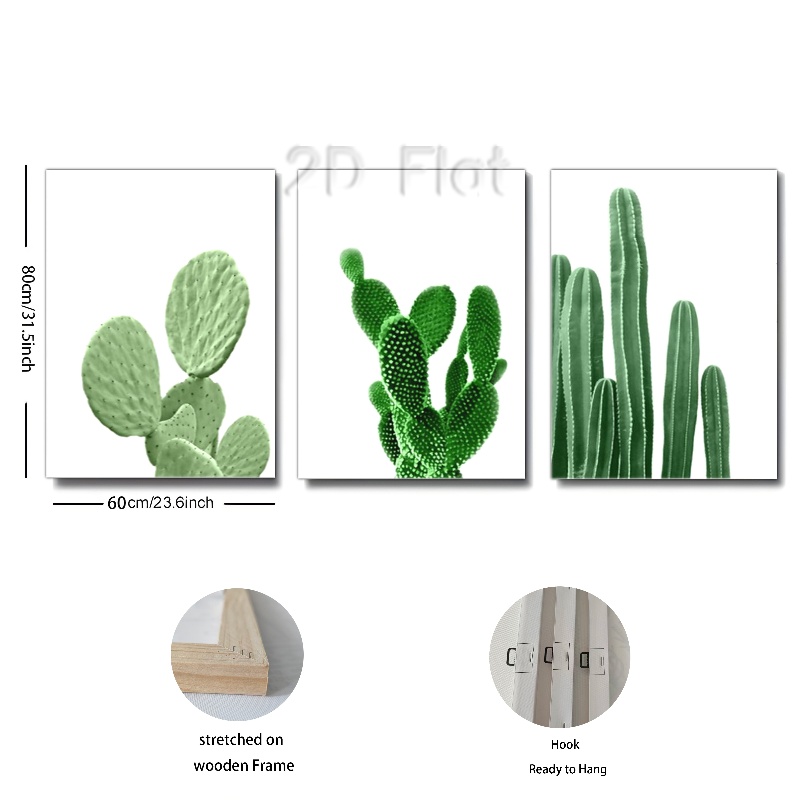 2D Flat
80cm/31.5inch
60cm/23.6inch
stretched on
wooden Frame
Hook
Ready to Hang